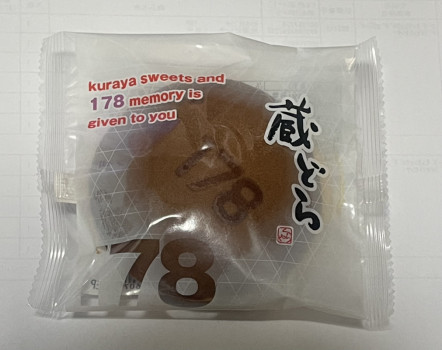 kuraya sweets and
178 memory is
given to you
蔵どら
178
178